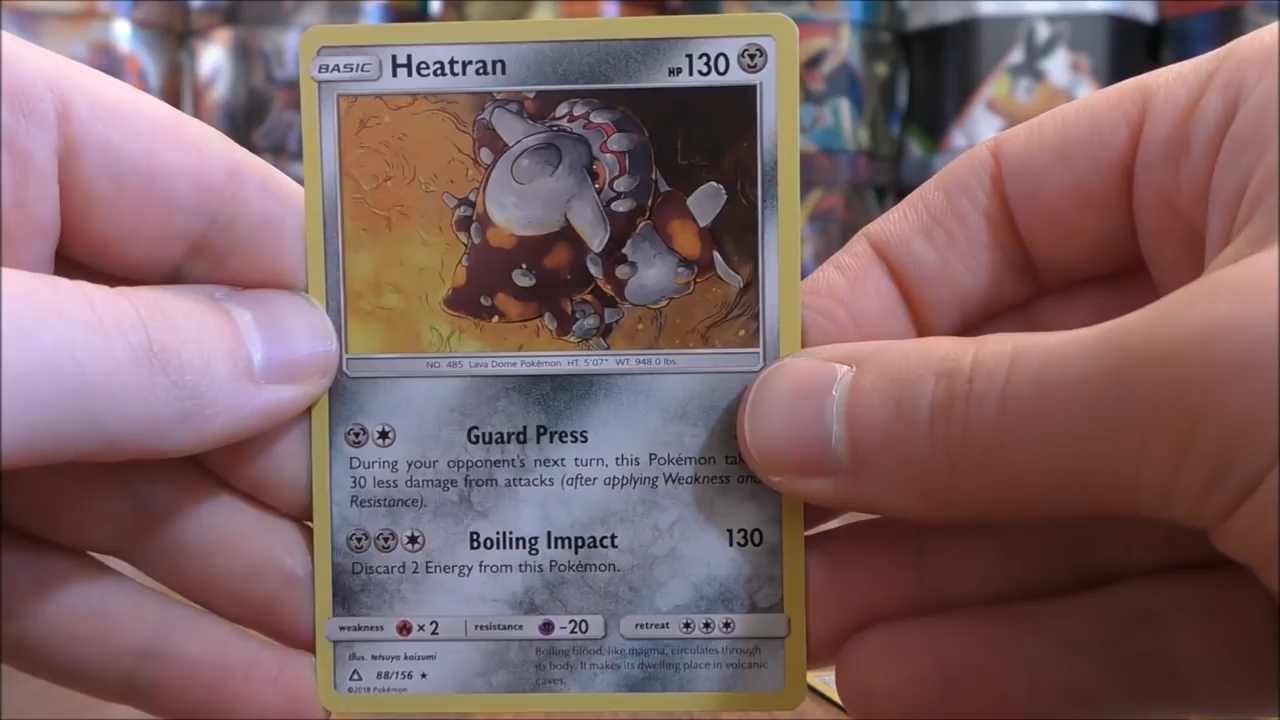 BASIC Heatran HP 130
NO. 485 Lava Dome Pokémon HT: 5'07" WT: 948.0 lbs.
Guard Press
During your opponent's next turn, this Pokémon
30 less damage from attacks (after applying Weakness and
Resistance).
Boiling Impact 130
Discard 2 Energy from this Pokémon.
weakness ×2 resistance -20 retreat
Illus. tetsuya koizumi
Boiling blood, like magma, circulates through
its body. It makes its dwelling place in volcanic
caves.
88/156 ★
©2018 Pokémon